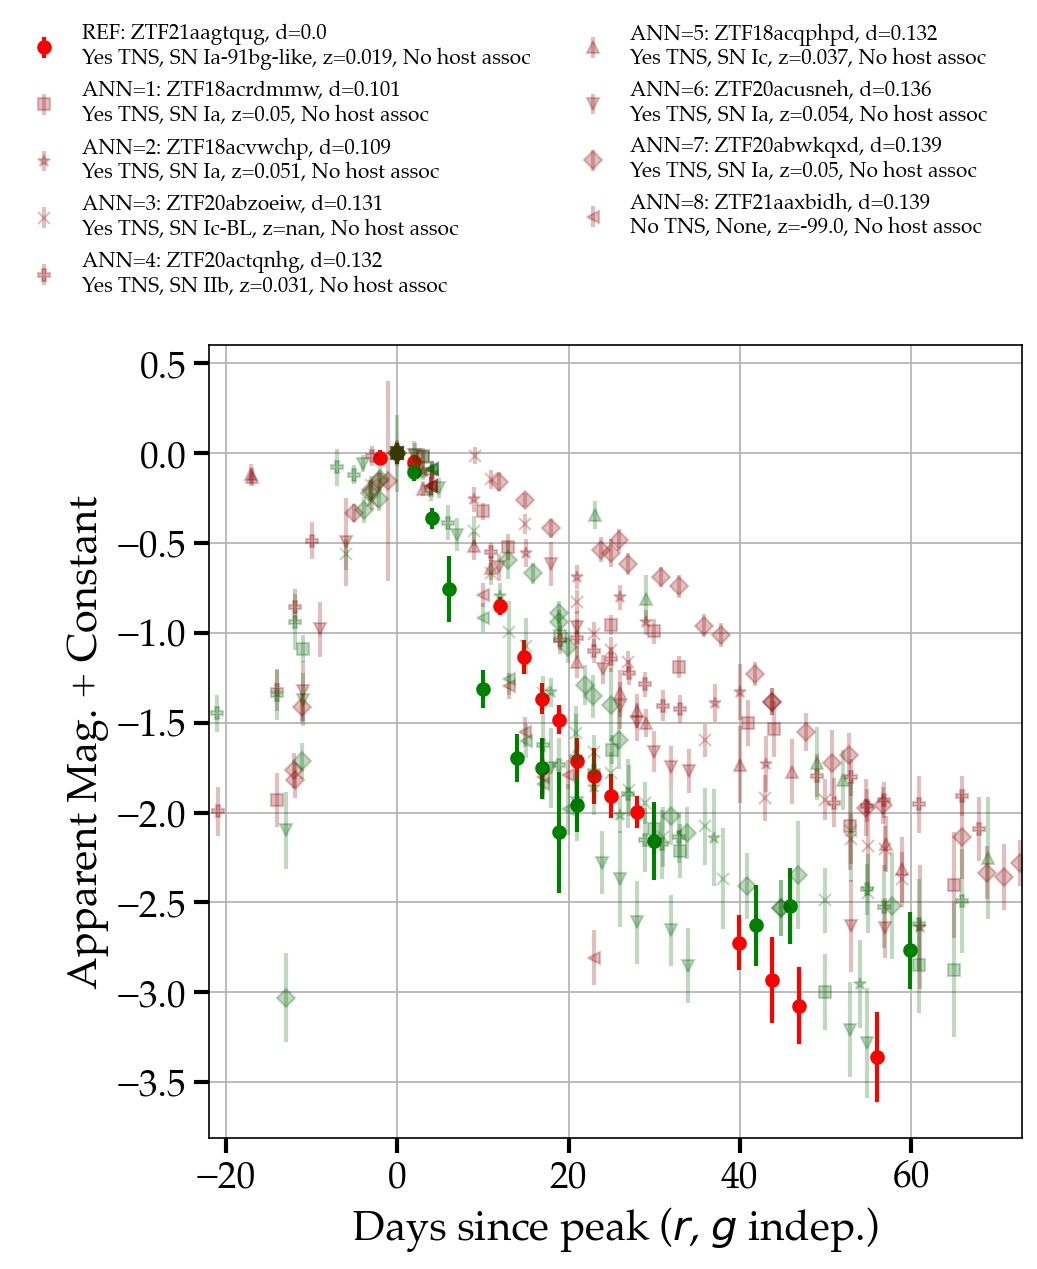 REF: ZTF21aagtqug, d=0.0
Yes TNS, SN Ia-91bg-like, z=0.019, No host assoc
ANN=1: ZTF18acrdmmw, d=0.101
Yes TNS, SN Ia, z=0.05, No host assoc
ANN=2: ZTF18acvwchp, d=0.109
Yes TNS, SN Ia, z=0.051, No host assoc
ANN=3: ZTF20abzoeiw, d=0.131
Yes TNS, SN Ic-BL, z=nan, No host assoc
ANN=4: ZTF20actqnhg, d=0.132
Yes TNS, SN IIb, z=0.031, No host assoc
ANN=5: ZTF18acqphpd, d=0.132
Yes TNS, SN Ic, z=0.037, No host assoc
ANN=6: ZTF20acusneh, d=0.136
Yes TNS, SN Ia, z=0.054, No host assoc
ANN=7: ZTF20abwkqxd, d=0.139
Yes TNS, SN Ia, z=0.05, No host assoc
ANN=8: ZTF21aaxbidh, d=0.139
No TNS, None, z=-99.0, No host assoc
Apparent Mag. + Constant
0.5
0.0
−0.5
−1.0
−1.5
−2.0
−2.5
−3.0
−3.5
−20
0
20
40
60
Days since peak (r, g indep.)